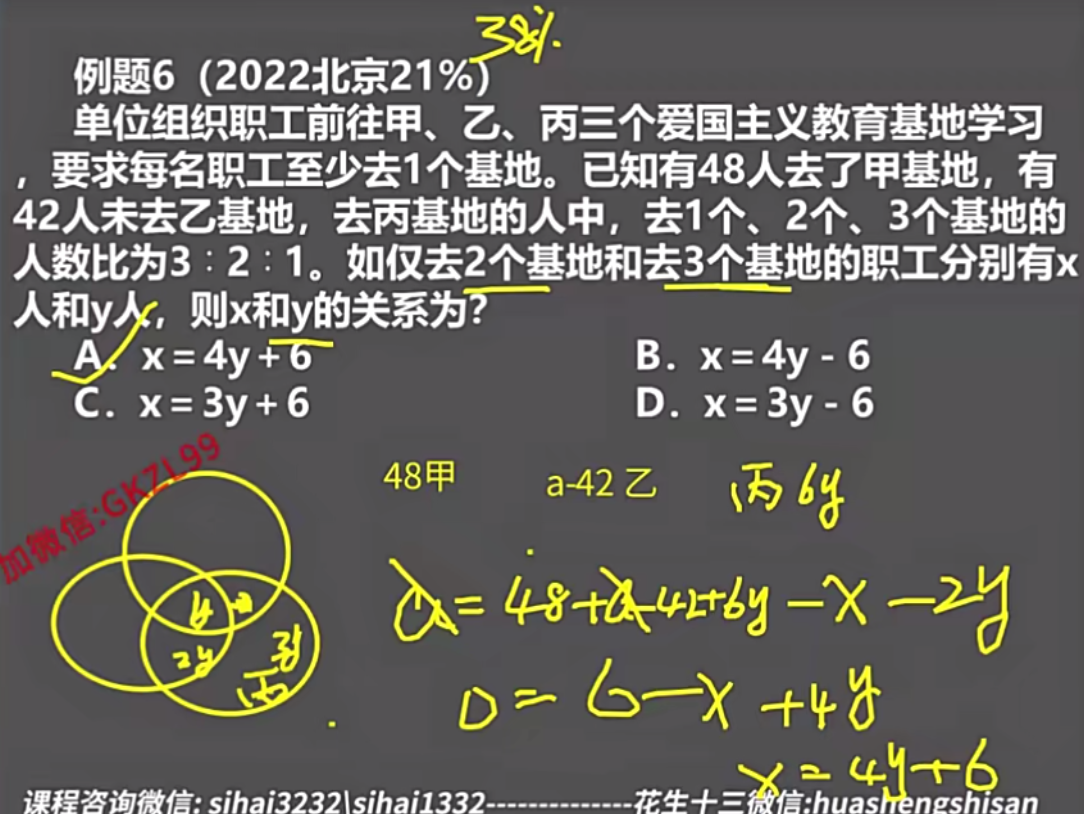 38%
例题6（2022北京21%）
单位组织职工前往甲、乙、丙三个爱国主义教育基地学习
，要求每名职工至少去1个基地。已知有48人去了甲基地，有
42人未去乙基地，去丙基地的人中，去1个、2个、3个基地的
人数比为3：2：1。如仅去2个基地和去3个基地的职工分别有x
人和y人，则x和y的关系为？
A. x＝4y＋6
B. x＝4y－6
C. x＝3y＋6
D. x＝3y－6
加微信:GKZL99
48甲
a-42 乙
丙 6y
a = 48+a-42+6y-x-2y
y
2y
3y
丙
0 = 6-x+4y
x = 4y+6
课程咨询微信: sihai3232\sihai1332--------------花生十三微信:huashengshisan